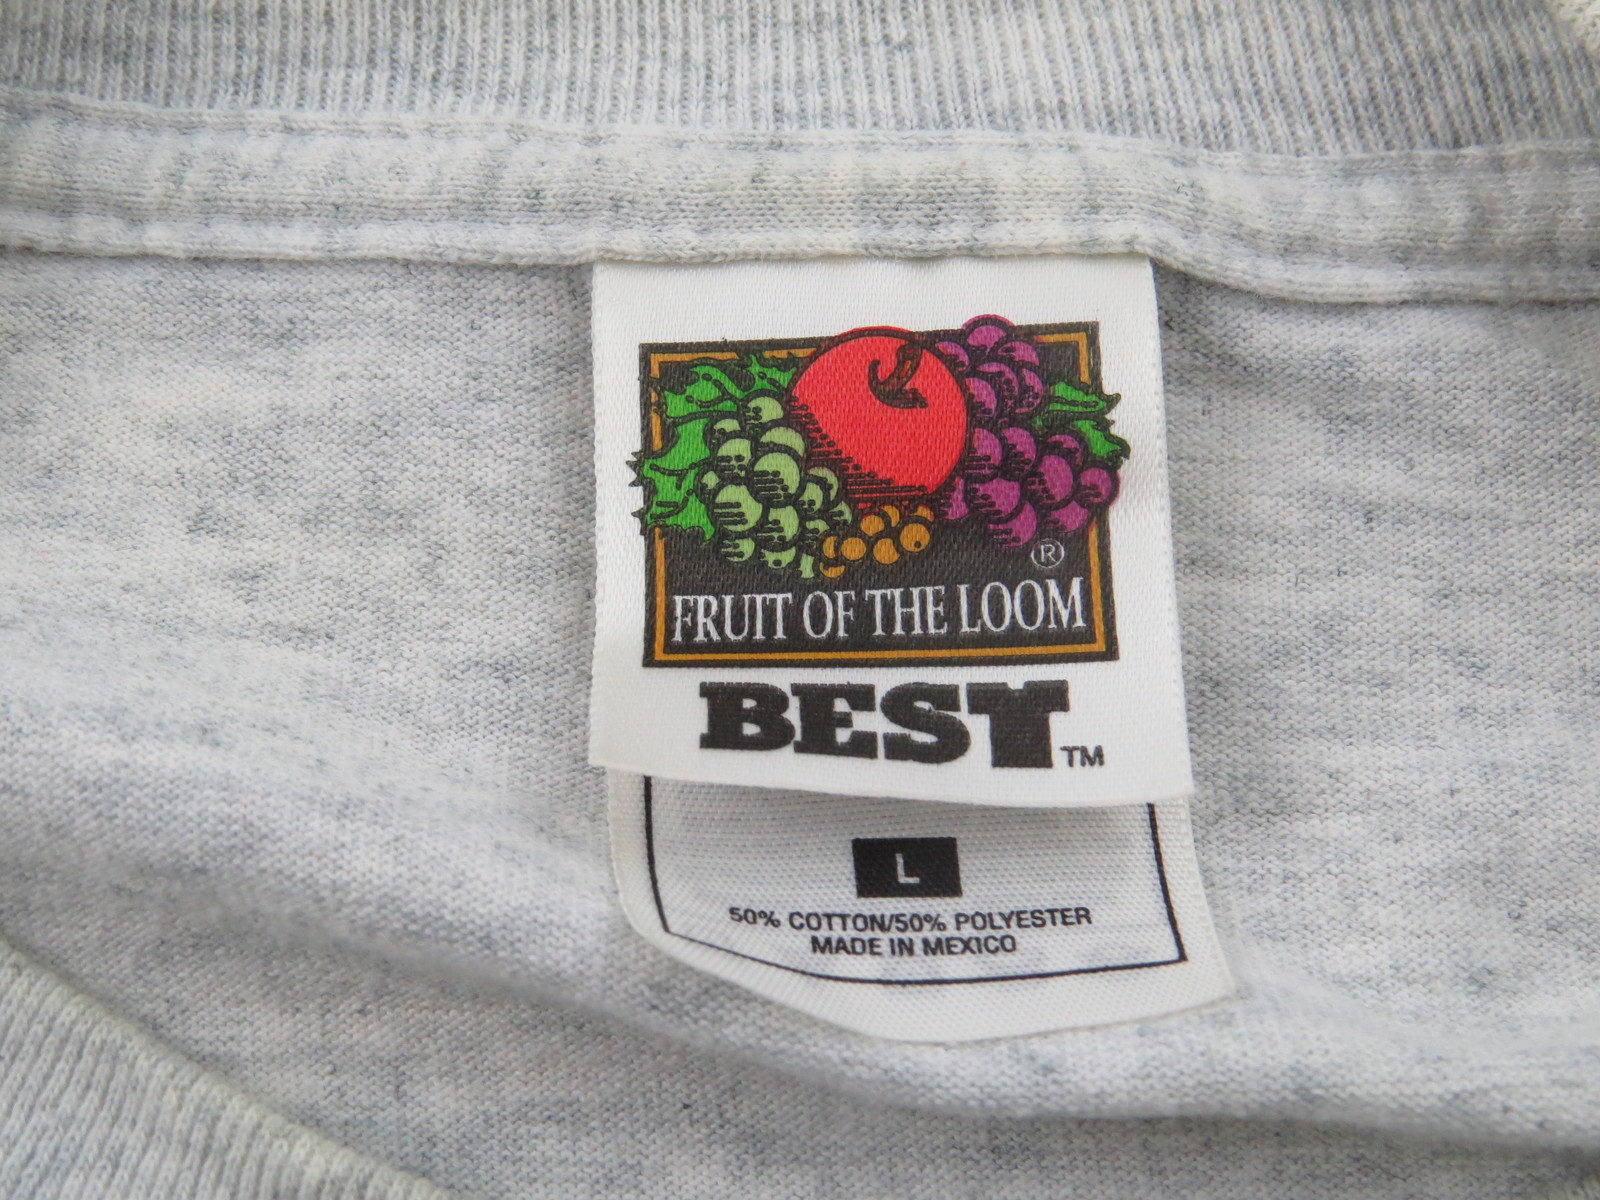 ®
FRUIT OF THE LOOM
BEST™
L
50% COTTON/50% POLYESTER
MADE IN MEXICO